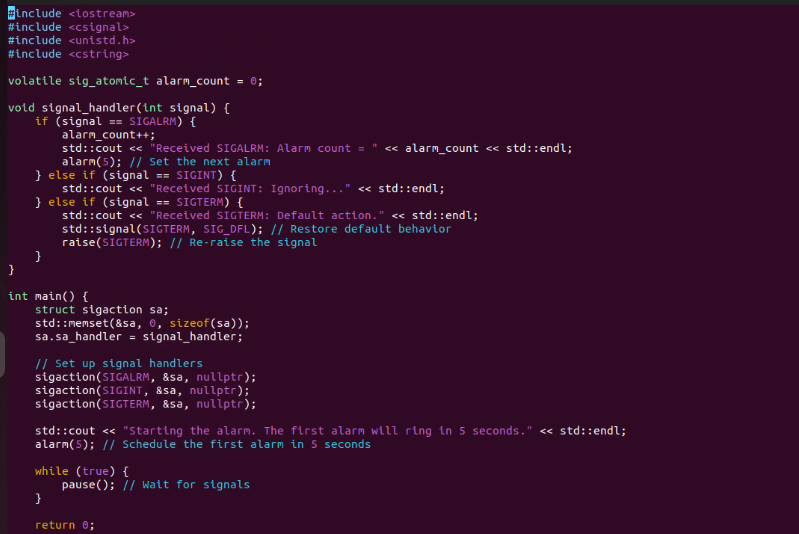 #include <iostream>
#include <csignal>
#include <unistd.h>
#include <cstring>

volatile sig_atomic_t alarm_count = 0;

void signal_handler(int signal) {
    if (signal == SIGALRM) {
        alarm_count++;
        std::cout << "Received SIGALRM: Alarm count = " << alarm_count << std::endl;
        alarm(5); // Set the next alarm
    } else if (signal == SIGINT) {
        std::cout << "Received SIGINT: Ignoring..." << std::endl;
    } else if (signal == SIGTERM) {
        std::cout << "Received SIGTERM: Default action." << std::endl;
        std::signal(SIGTERM, SIG_DFL); // Restore default behavior
        raise(SIGTERM); // Re-raise the signal
    }
}

int main() {
    struct sigaction sa;
    std::memset(&sa, 0, sizeof(sa));
    sa.sa_handler = signal_handler;

    // Set up signal handlers
    sigaction(SIGALRM, &sa, nullptr);
    sigaction(SIGINT, &sa, nullptr);
    sigaction(SIGTERM, &sa, nullptr);

    std::cout << "Starting the alarm. The first alarm will ring in 5 seconds." << std::endl;
    alarm(5); // Schedule the first alarm in 5 seconds

    while (true) {
        pause(); // Wait for signals
    }

    return 0;